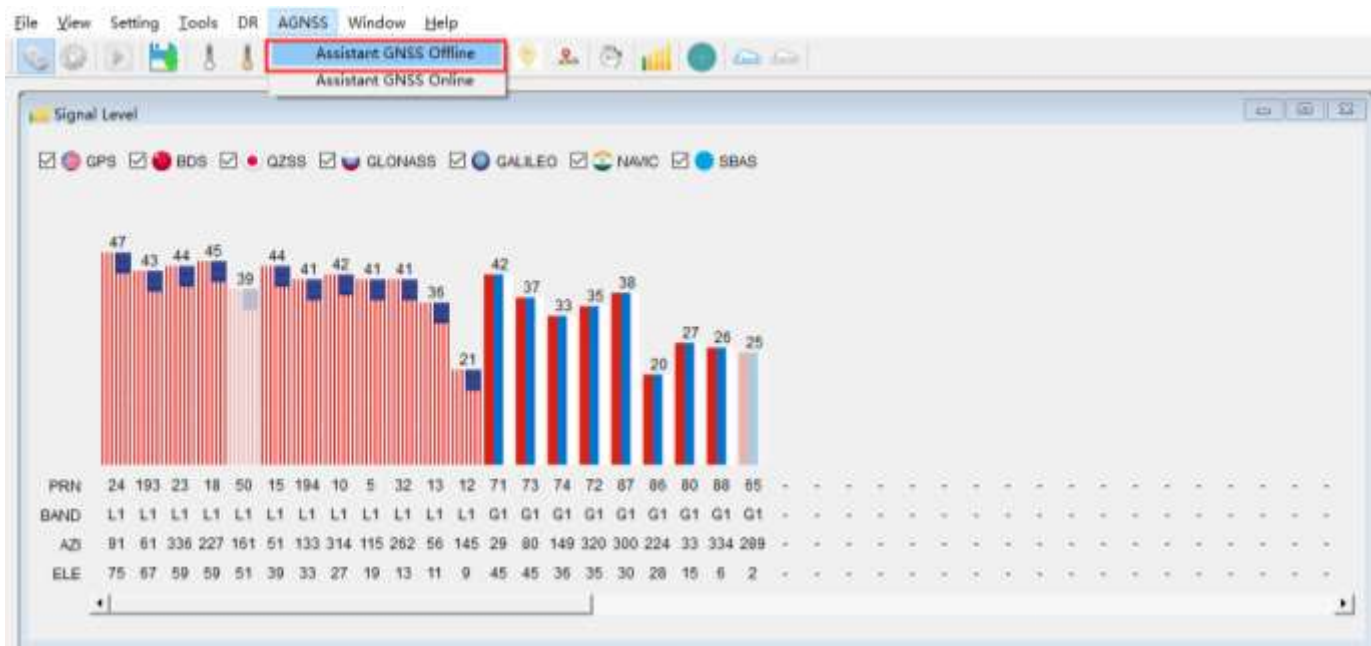 File View Setting Tools DR AGNSS Window Help
Assistant GNSS Offline
Assistant GNSS Online
Signal Level
GPS BDS QZSS GLONASS GALILEO NAVIC SBAS
47 43 44 45 39 44 41 42 41 41 36 21 42 37 33 35 38 20 27 26 25
PRN 24 193 23 18 50 15 194 10 5 32 13 12 71 73 74 72 87 86 80 88 65 - - - - - - - - - - - - - - - - - -
BAND L1 L1 L1 L1 L1 L1 L1 L1 L1 L1 L1 L1 G1 G1 G1 G1 G1 G1 G1 G1 G1 - - - - - - - - - - - - - - - - - -
AZI 91 61 336 227 161 51 133 314 115 262 56 145 29 80 149 320 300 224 33 334 289 - - - - - - - - - - - - - - - - - -
ELE 75 67 59 59 51 39 33 27 19 13 11 9 45 45 36 35 30 28 15 6 2 - - - - - - - - - - - - - - - - - -